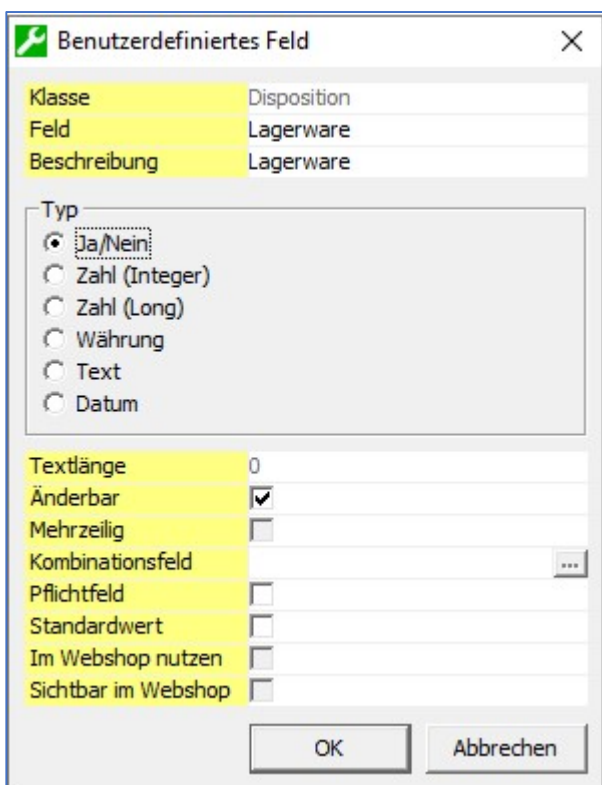 Benutzerdefiniertes Feld
Klasse Disposition
Feld Lagerware
Beschreibung Lagerware
Typ
Ja/Nein
Zahl (Integer)
Zahl (Long)
Währung
Text
Datum
Textlänge 0
Änderbar
Mehrzeilig
Kombinationsfeld ...
Pflichtfeld
Standardwert
Im Webshop nutzen
Sichtbar im Webshop
OK Abbrechen